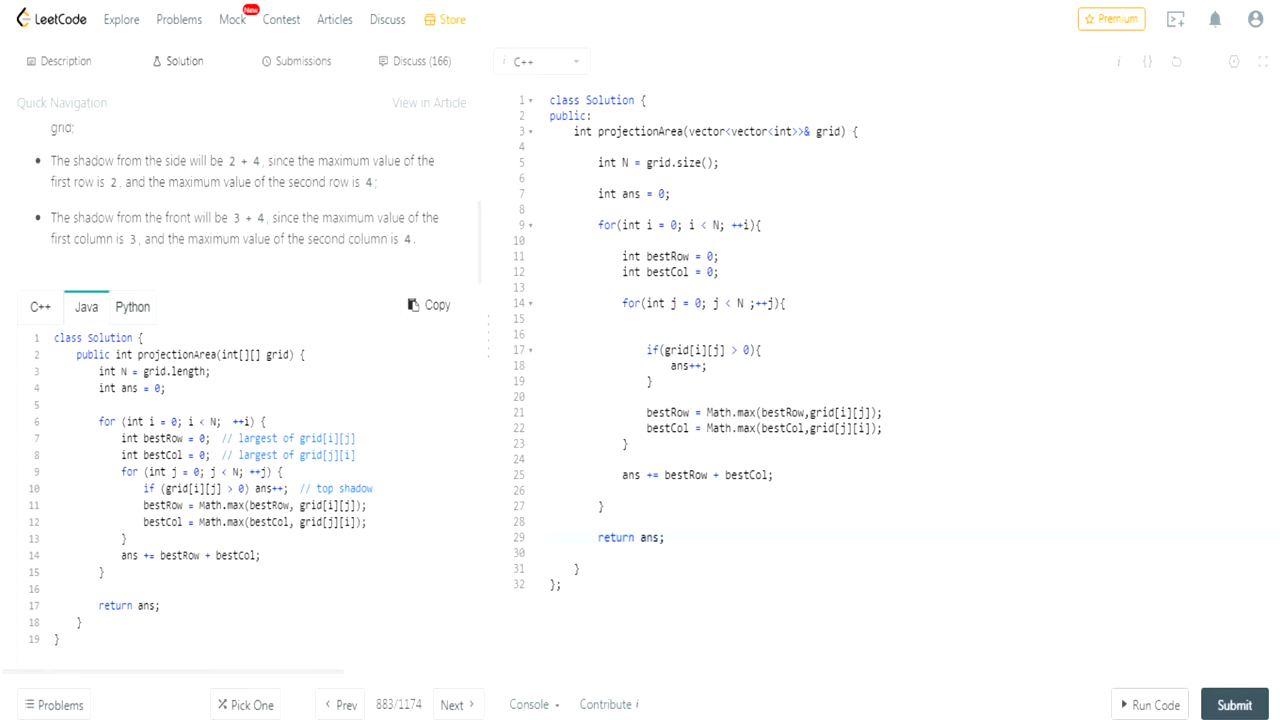 LeetCode Explore Problems Mock New Contest Articles Discuss Store Premium
Description Solution Submissions Discuss (166) i C++ i {}
Quick Navigation View in Article
grid;
• The shadow from the side will be 2 + 4, since the maximum value of the
first row is 2, and the maximum value of the second row is 4;
• The shadow from the front will be 3 + 4, since the maximum value of the
first column is 3, and the maximum value of the second column is 4.
C++ Java Python Copy
1 class Solution {
2 public int projectionArea(int[][] grid) {
3 int N = grid.length;
4 int ans = 0;
5
6 for (int i = 0; i < N; ++i) {
7 int bestRow = 0; // largest of grid[i][j]
8 int bestCol = 0; // largest of grid[j][i]
9 for (int j = 0; j < N; ++j) {
10 if (grid[i][j] > 0) ans++; // top shadow
11 bestRow = Math.max(bestRow, grid[i][j]);
12 bestCol = Math.max(bestCol, grid[j][i]);
13 }
14 ans += bestRow + bestCol;
15 }
16
17 return ans;
18 }
19 }
1 class Solution {
2 public:
3 int projectionArea(vector<vector<int>>& grid) {
4
5 int N = grid.size();
6
7 int ans = 0;
8
9 for(int i = 0; i < N; ++i){
10
11 int bestRow = 0;
12 int bestCol = 0;
13
14 for(int j = 0; j < N ;++j){
15
16
17 if(grid[i][j] > 0){
18 ans++;
19 }
20
21 bestRow = Math.max(bestRow,grid[i][j]);
22 bestCol = Math.max(bestCol,grid[j][i]);
23 }
24
25 ans += bestRow + bestCol;
26
27 }
28
29 return ans;
30
31 }
32 };
Problems Pick One < Prev 883/1174 Next > Console Contribute i Run Code Submit